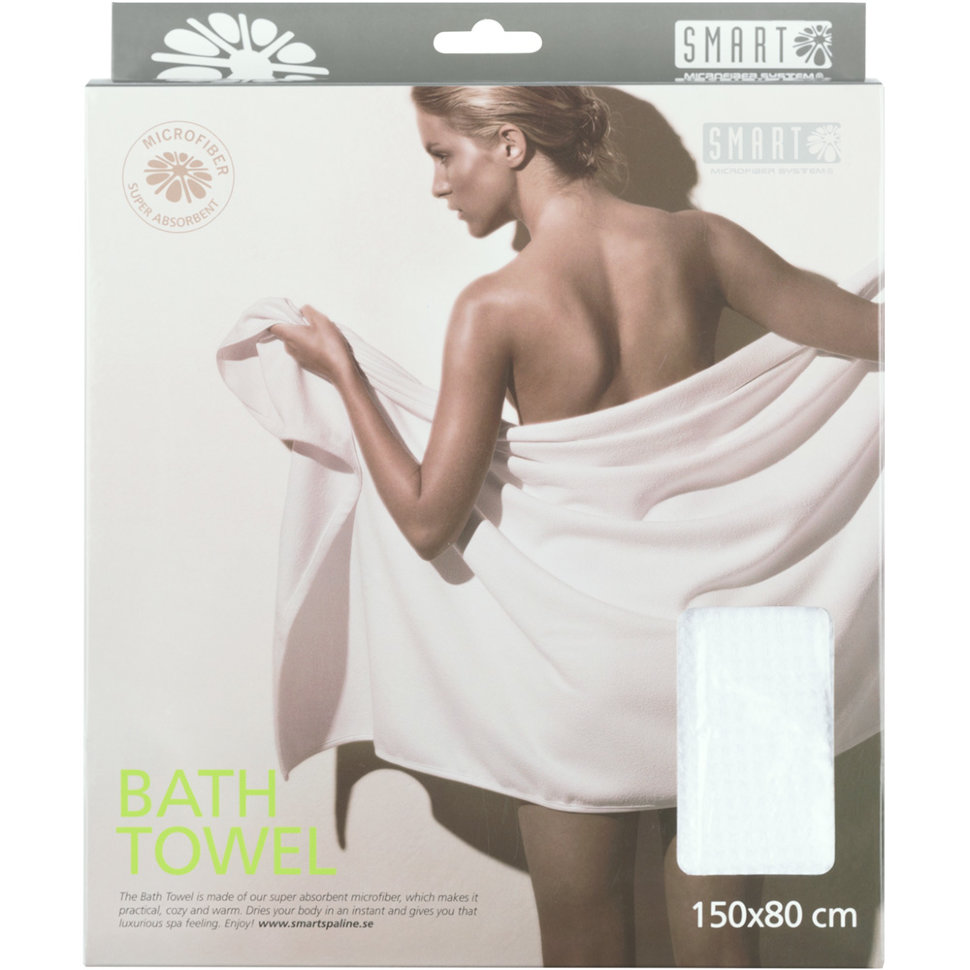 SMART
MICROFIBER SYSTEM®
MICROFIBER
SUPER ABSORBENT
SMART
MICROFIBER SYSTEM®
BATH
TOWEL
The Bath Towel is made of our super absorbent microfiber, which makes it
practical, cozy and warm. Dries your body in an instant and gives you that
luxurious spa feeling. Enjoy! www.smartspaline.se
150x80 cm